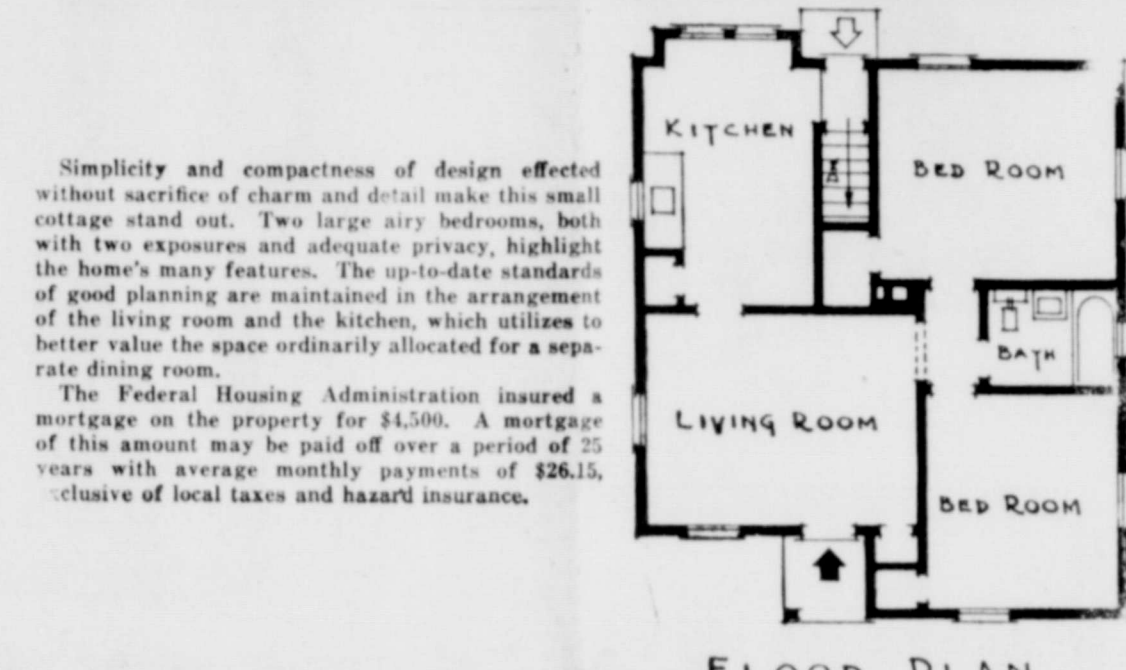 Simplicity and compactness of design effected
without sacrifice of charm and detail make this small
cottage stand out. Two large airy bedrooms, both
with two exposures and adequate privacy, highlight
the home's many features. The up-to-date standards
of good planning are maintained in the arrangement
of the living room and the kitchen, which utilizes to
better value the space ordinarily allocated for a sepa-
rate dining room.
The Federal Housing Administration insured a
mortgage on the property for $4,500. A mortgage
of this amount may be paid off over a period of 25
years with average monthly payments of $26.15,
clusive of local taxes and hazard insurance.
KITCHEN
BED ROOM
BATH
LIVING ROOM
BED ROOM
FLOOR PLAN